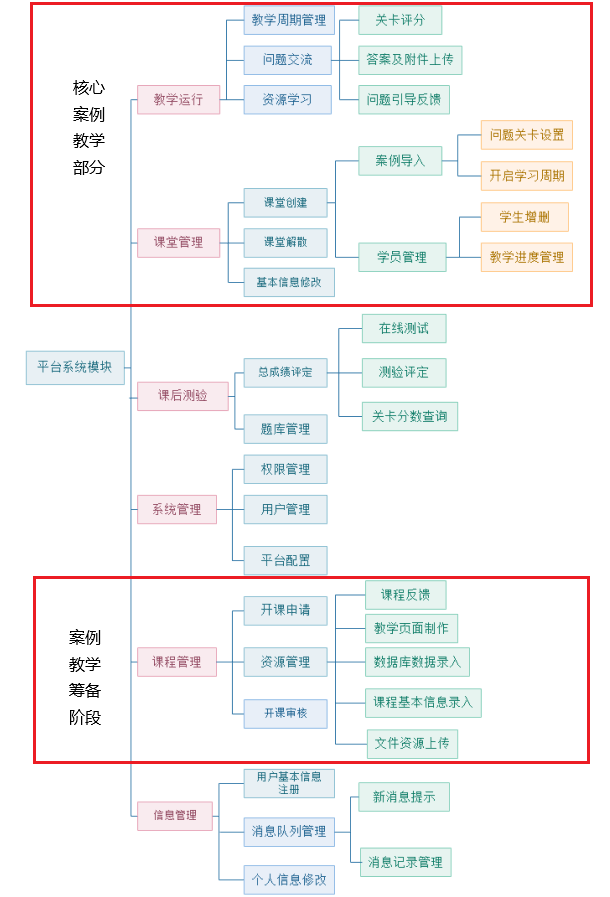 核心
案例
教学
部分
平台系统模块
教学运行
教学周期管理
问题交流
资源学习
关卡评分
答案及附件上传
问题引导反馈
课堂管理
课堂创建
课堂解散
基本信息修改
案例导入
学员管理
问题关卡设置
开启学习周期
学生增删
教学进度管理
课后测验
总成绩评定
题库管理
在线测试
测验评定
关卡分数查询
系统管理
权限管理
用户管理
平台配置
案例
教学
筹备
阶段
课程管理
开课申请
资源管理
开课审核
课程反馈
教学页面制作
数据库数据录入
课程基本信息录入
文件资源上传
信息管理
用户基本信息
注册
消息队列管理
个人信息修改
新消息提示
消息记录管理